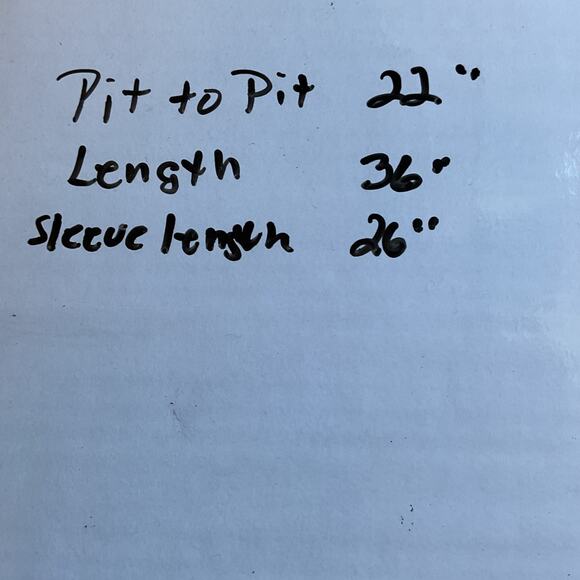 Pit to Pit 22"
Length 36"
Sleeve length 26"